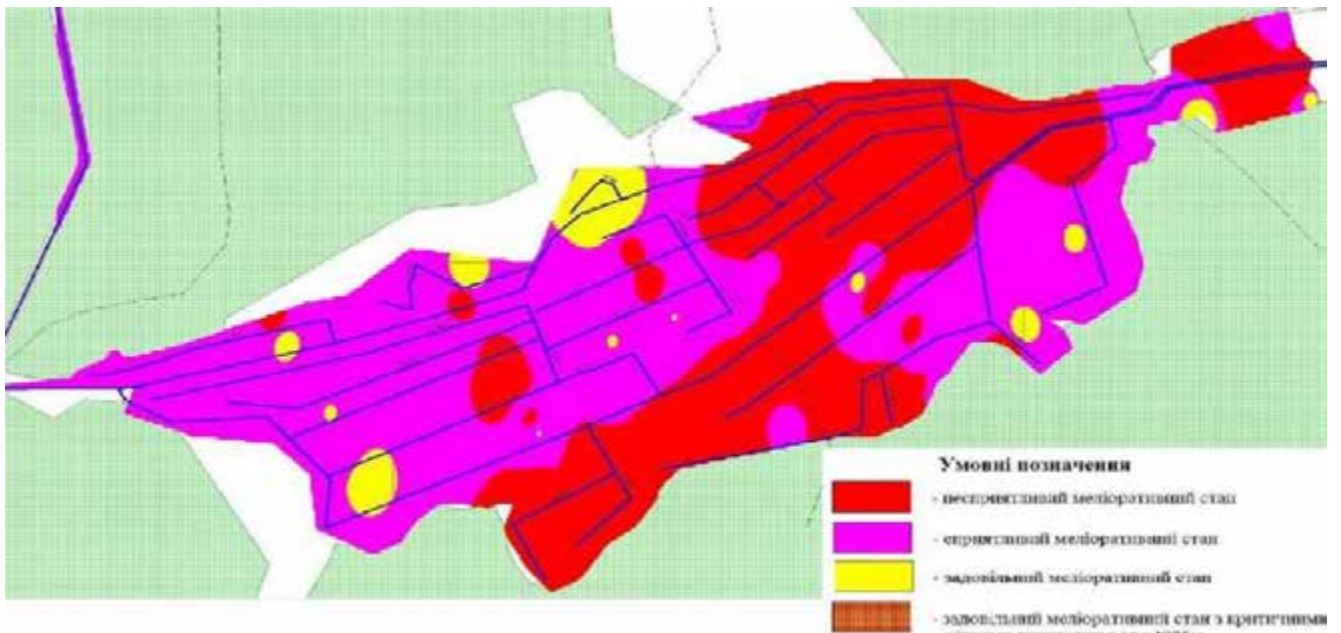 Умовні позначення
- несприятливий меліоративний стан
- сприятливий меліоративний стан
- задовільний меліоративний стан
- задовільний меліоративний стан з критичними